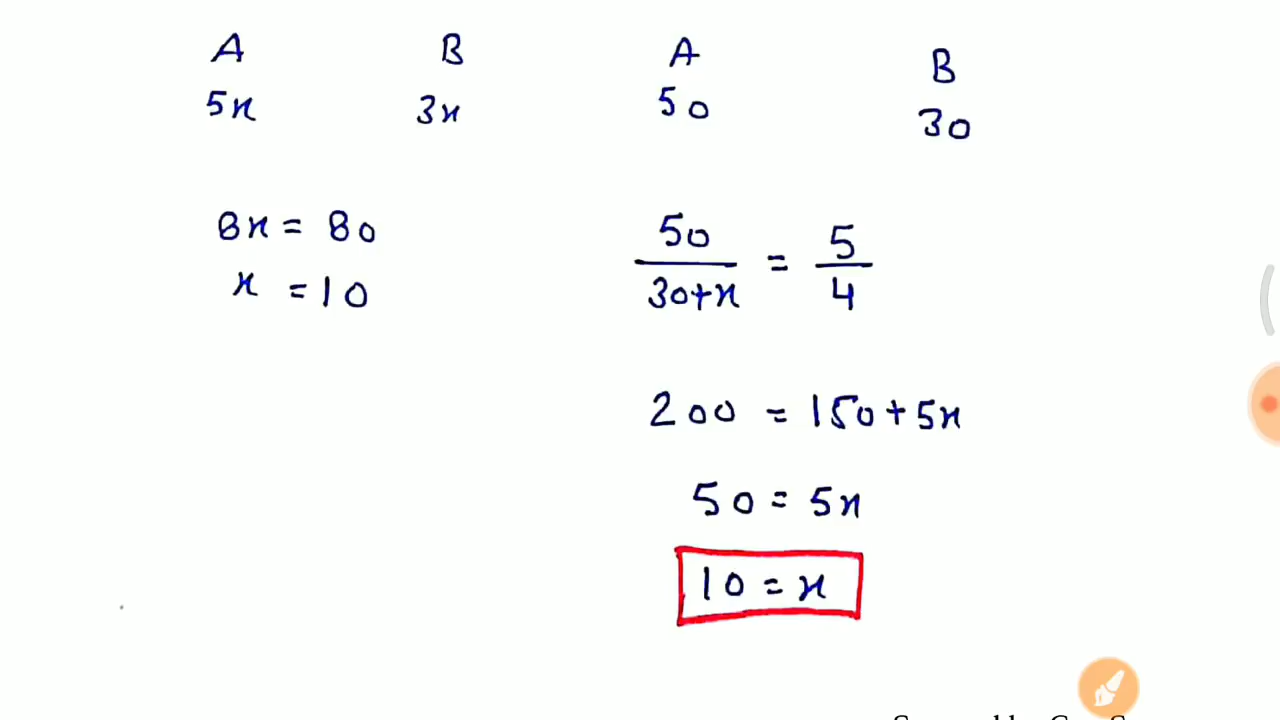 A B
5x 3x
8x = 80
x = 10
A B
50 30
50/30+x = 5/4
200 = 150+5x
50 = 5x
10 = x